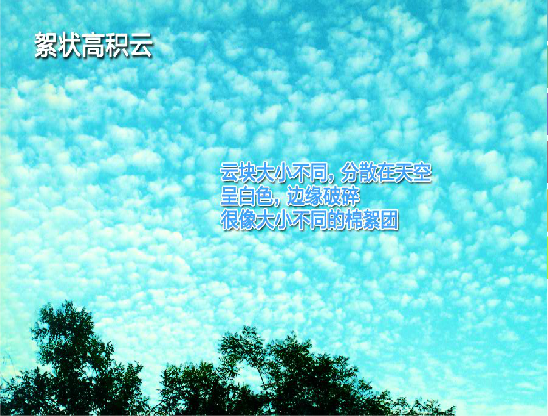 絮状高积云
云块大小不同，分散在天空
呈白色，边缘破碎
很像大小不同的棉絮团